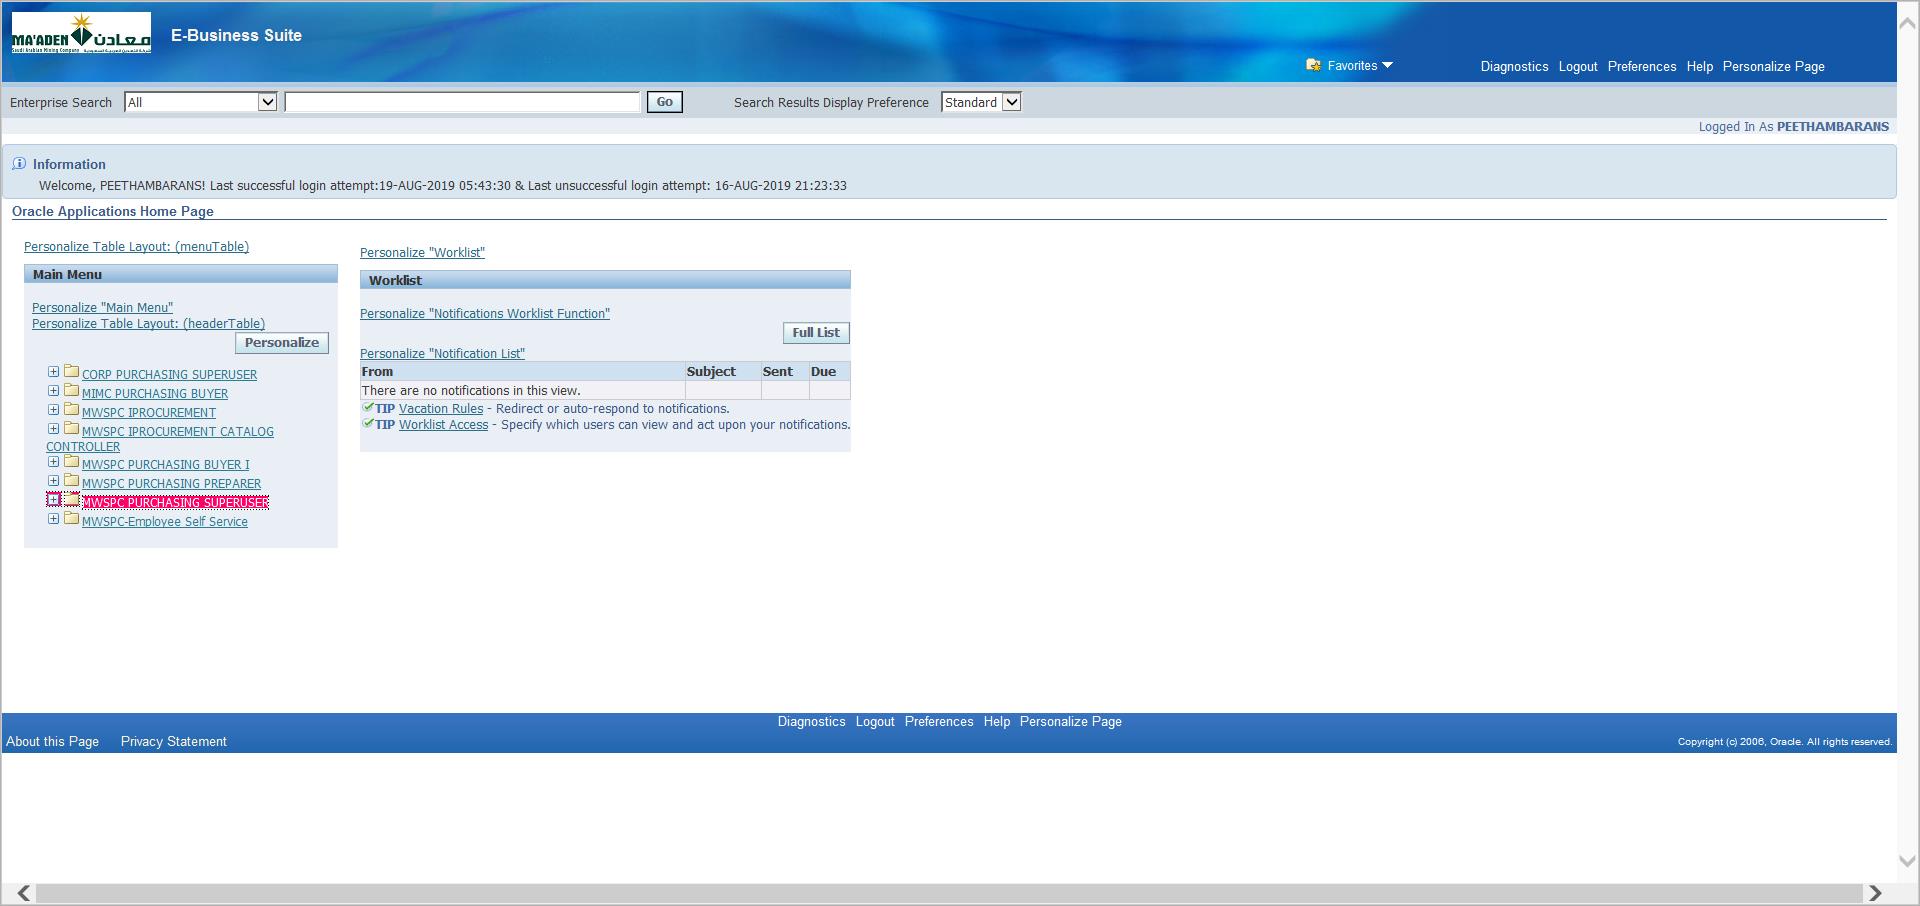 MA'ADEN معادن
Saudi Arabian Mining Company
E-Business Suite
Favorites
Diagnostics Logout Preferences Help Personalize Page
Enterprise Search All Go Search Results Display Preference Standard
Logged In As PEETHAMBARANS
Information
Welcome, PEETHAMBARANS! Last successful login attempt:19-AUG-2019 05:43:30 & Last unsuccessful login attempt: 16-AUG-2019 21:23:33
Oracle Applications Home Page
Personalize Table Layout: (menuTable)
Main Menu
Personalize "Main Menu"
Personalize Table Layout: (headerTable)
Personalize
CORP PURCHASING SUPERUSER
MIMC PURCHASING BUYER
MWSPC IPROCUREMENT
MWSPC IPROCUREMENT CATALOG
CONTROLLER
MWSPC PURCHASING BUYER I
MWSPC PURCHASING PREPARER
MWSPC PURCHASING SUPERUSER
MWSPC-Employee Self Service
Personalize "Worklist"
Worklist
Personalize "Notifications Worklist Function"
Full List
Personalize "Notification List"
From Subject Sent Due
There are no notifications in this view.
TIP Vacation Rules - Redirect or auto-respond to notifications.
TIP Worklist Access - Specify which users can view and act upon your notifications.
Diagnostics Logout Preferences Help Personalize Page
About this Page Privacy Statement
Copyright (c) 2006, Oracle. All rights reserved.